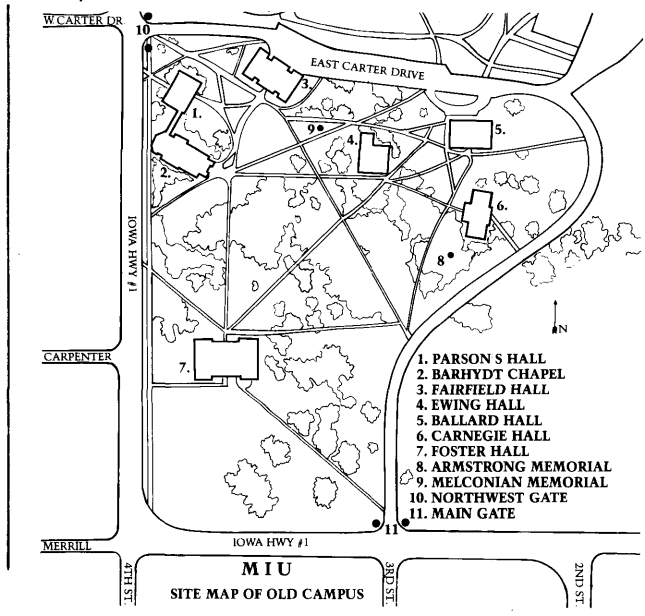 W. CARTER DR.
10
EAST CARTER DRIVE
3.
1.
9
4.
5.
2.
6.
IOWA HWY #1
8
N
CARPENTER
7.
1. PARSON S HALL
2. BARHYDT CHAPEL
3. FAIRFIELD HALL
4. EWING HALL
5. BALLARD HALL
6. CARNEGIE HALL
7. FOSTER HALL
8. ARMSTRONG MEMORIAL
9. MELCONIAN MEMORIAL
10. NORTHWEST GATE
11. MAIN GATE
11
MERRILL
IOWA HWY #1
4TH ST.
MIU
SITE MAP OF OLD CAMPUS
3RD ST.
2ND ST.